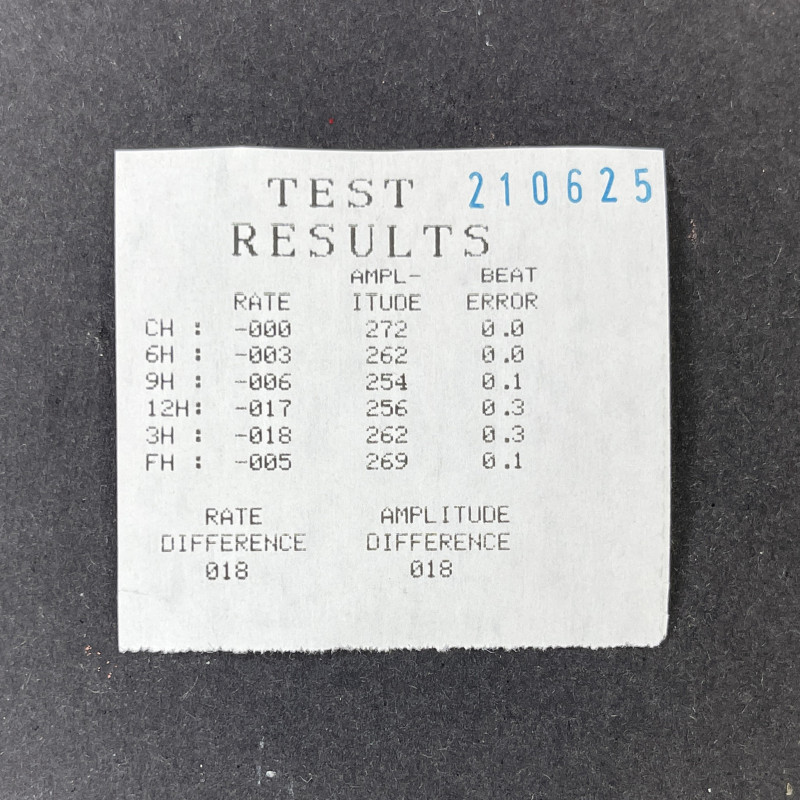 TEST 210625
RESULTS
AMPL- BEAT
RATE ITUDE ERROR
CH : -000 272 0.0
6H : -003 262 0.0
9H : -006 254 0.1
12H: -017 256 0.3
3H : -018 262 0.3
FH : -005 269 0.1
RATE AMPLITUDE
DIFFERENCE DIFFERENCE
018 018